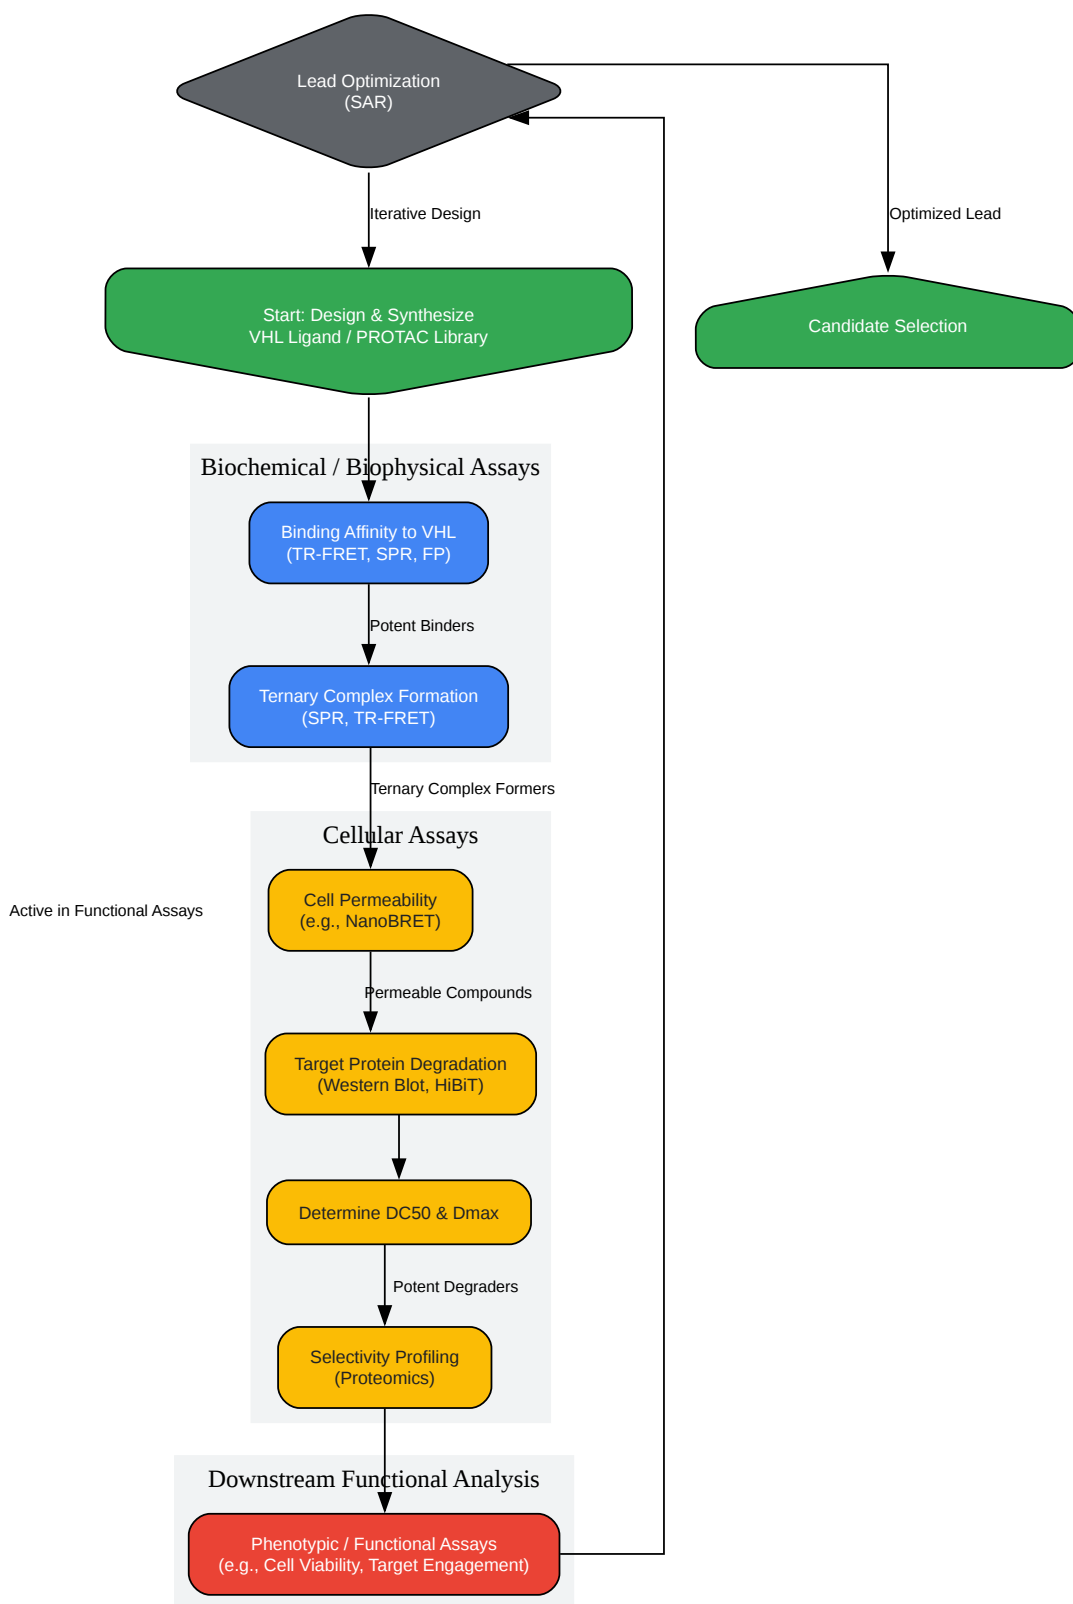 Lead Optimization
(SAR)
Iterative Design
Optimized Lead
Start: Design & Synthesize
VHL Ligand / PROTAC Library
Candidate Selection
Biochemical / Biophysical Assays
Binding Affinity to VHL
(TR-FRET, SPR, FP)
Potent Binders
Ternary Complex Formation
(SPR, TR-FRET)
Ternary Complex Formers
Cellular Assays
Cell Permeability
(e.g., NanoBRET)
Active in Functional Assays
Permeable Compounds
Target Protein Degradation
(Western Blot, HiBiT)
Determine DC50 & Dmax
Potent Degraders
Selectivity Profiling
(Proteomics)
Downstream Functional Analysis
Phenotypic / Functional Assays
(e.g., Cell Viability, Target Engagement)